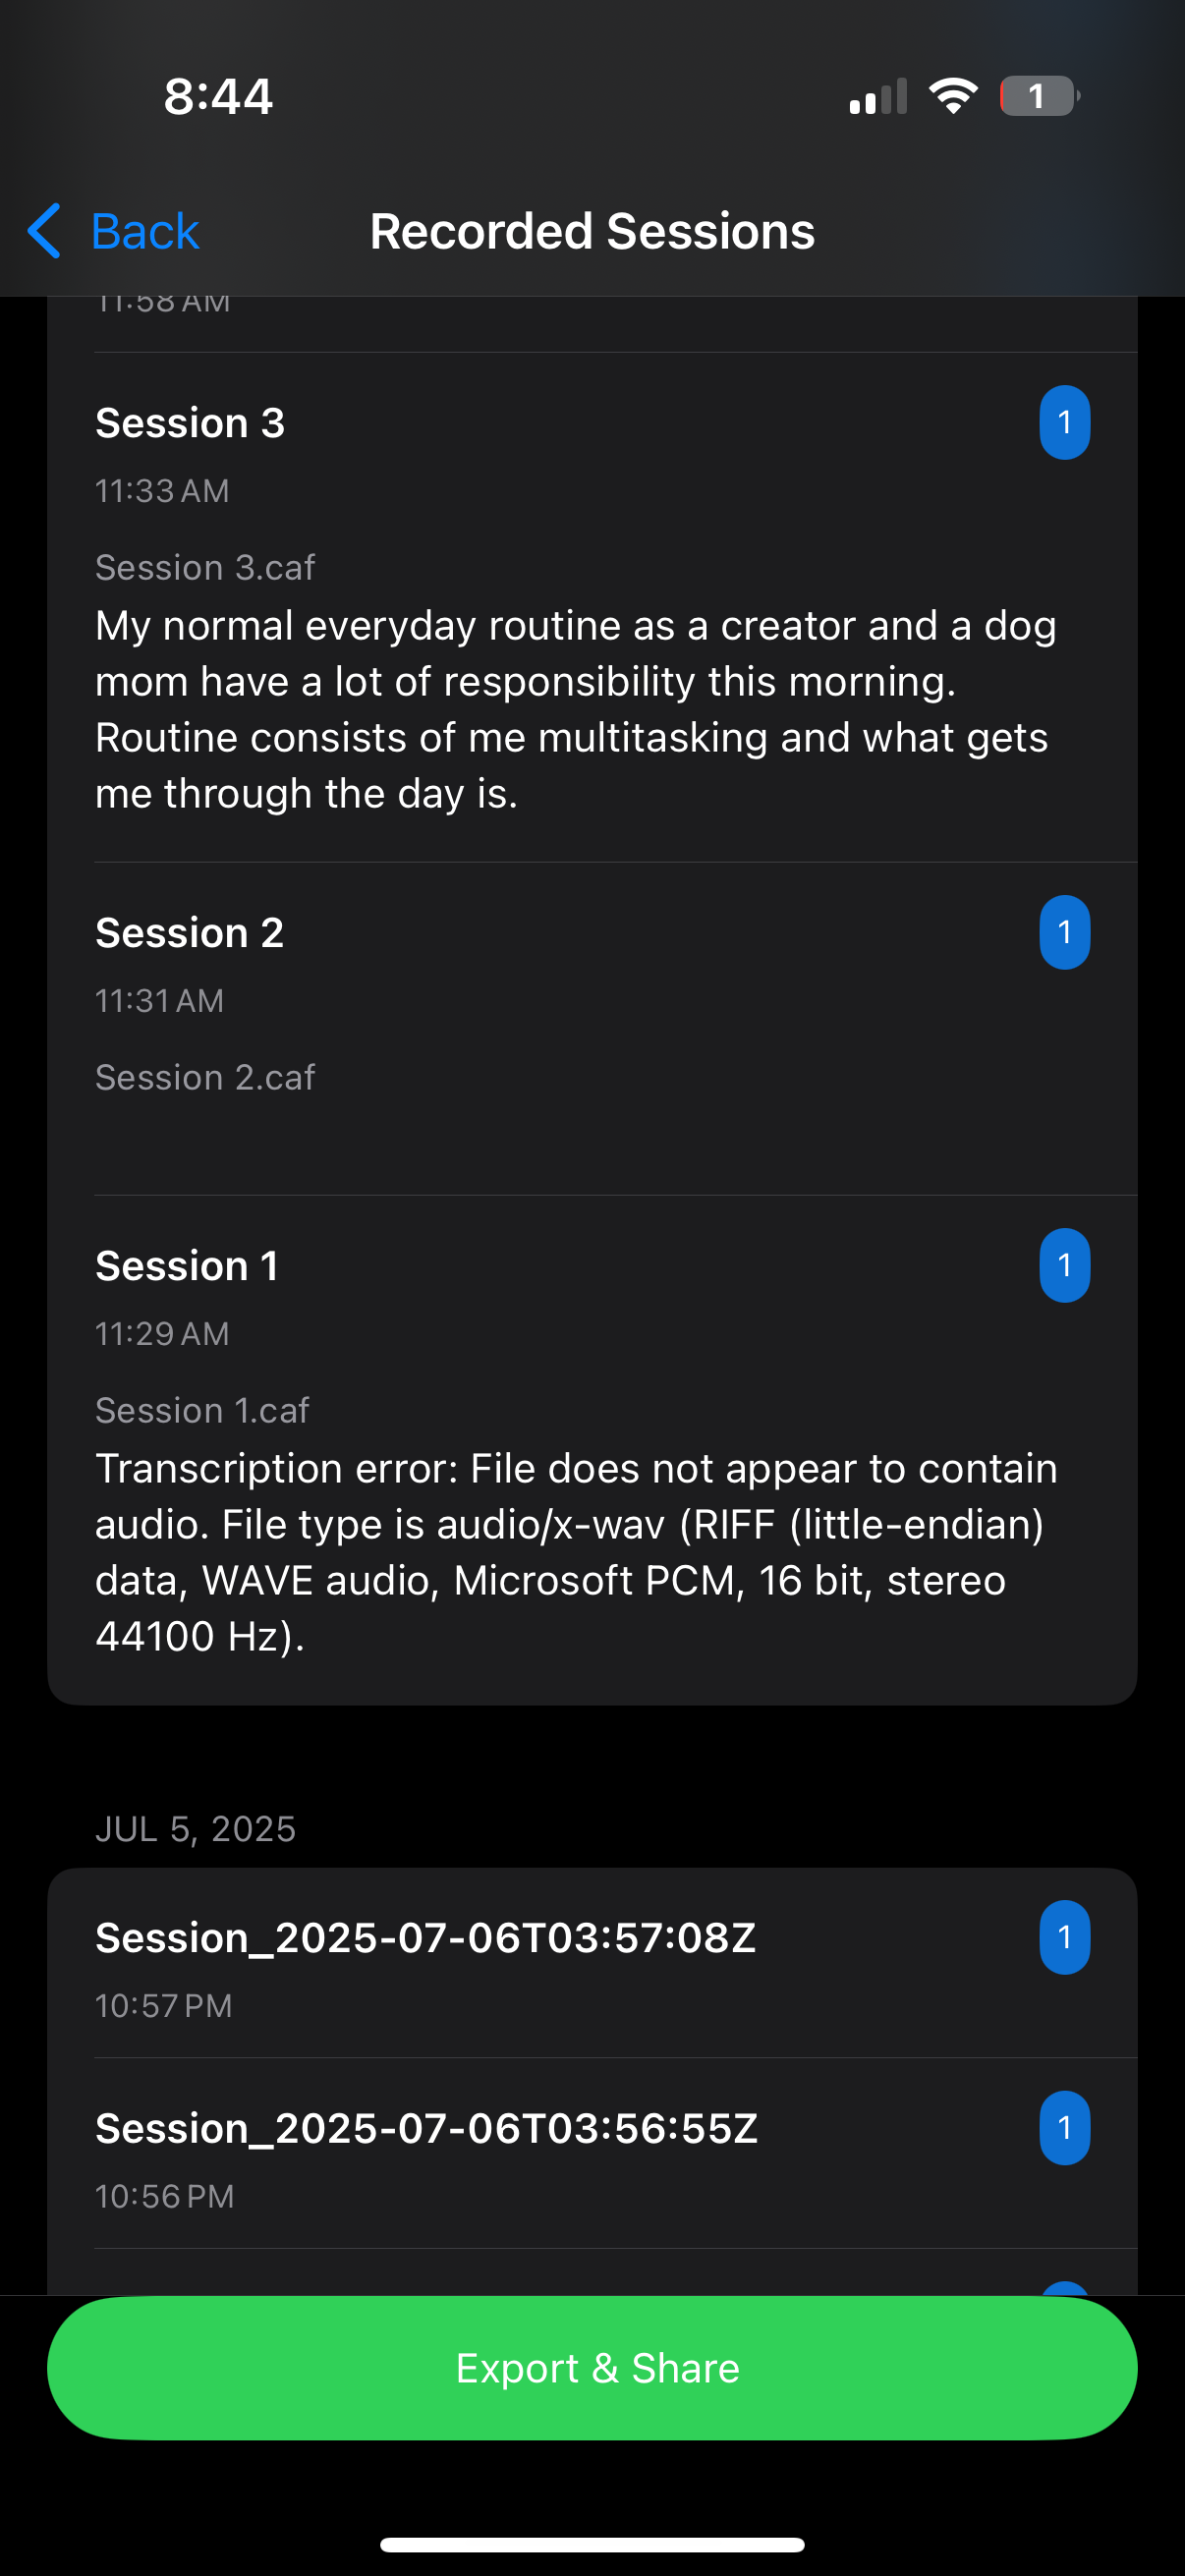 8:44
1
Back
Recorded Sessions
11:58 AM
Session 3
1
11:33 AM
Session 3.caf
My normal everyday routine as a creator and a dog
mom have a lot of responsibility this morning.
Routine consists of me multitasking and what gets
me through the day is.
Session 2
1
11:31 AM
Session 2.caf
Session 1
1
11:29 AM
Session 1.caf
Transcription error: File does not appear to contain
audio. File type is audio/x-wav (RIFF (little-endian)
data, WAVE audio, Microsoft PCM, 16 bit, stereo
44100 Hz).
JUL 5, 2025
Session_2025-07-06T03:57:08Z
1
10:57 PM
Session_2025-07-06T03:56:55Z
1
10:56 PM
Export & Share